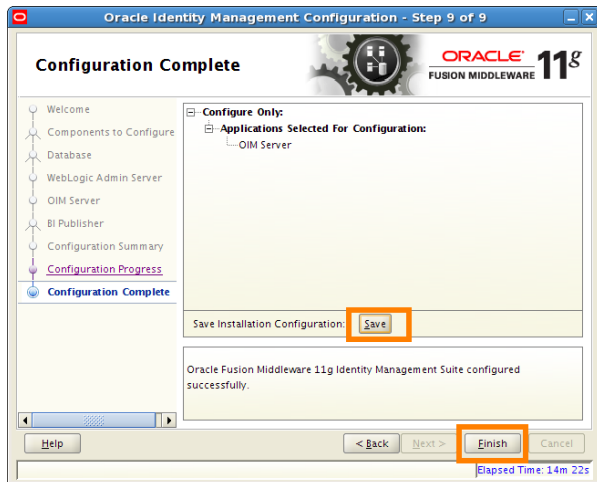 Oracle Identity Management Configuration - Step 9 of 9
Configuration Complete
ORACLE
FUSION MIDDLEWARE 11g
Welcome
Components to Configure
Database
WebLogic Admin Server
OIM Server
BI Publisher
Configuration Summary
Configuration Progress
Configuration Complete
Configure Only:
Applications Selected For Configuration:
OIM Server
Save Installation Configuration: Save
Oracle Fusion Middleware 11g Identity Management Suite configured
successfully.
Help < Back Next > Finish Cancel
Elapsed Time: 14m 22s